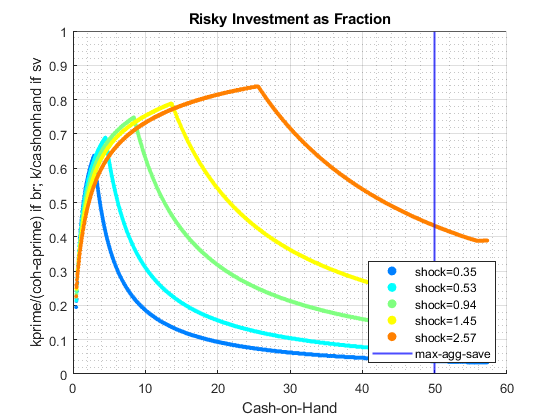 Risky Investment as Fraction
kprime/(coh-aprime) if br; k/cashonhand if sv
1
0.9
0.8
0.7
0.6
0.5
0.4
0.3
0.2
0.1
0
0 10 20 30 40 50 60
Cash-on-Hand
shock=0.35
shock=0.53
shock=0.94
shock=1.45
shock=2.57
max-agg-save